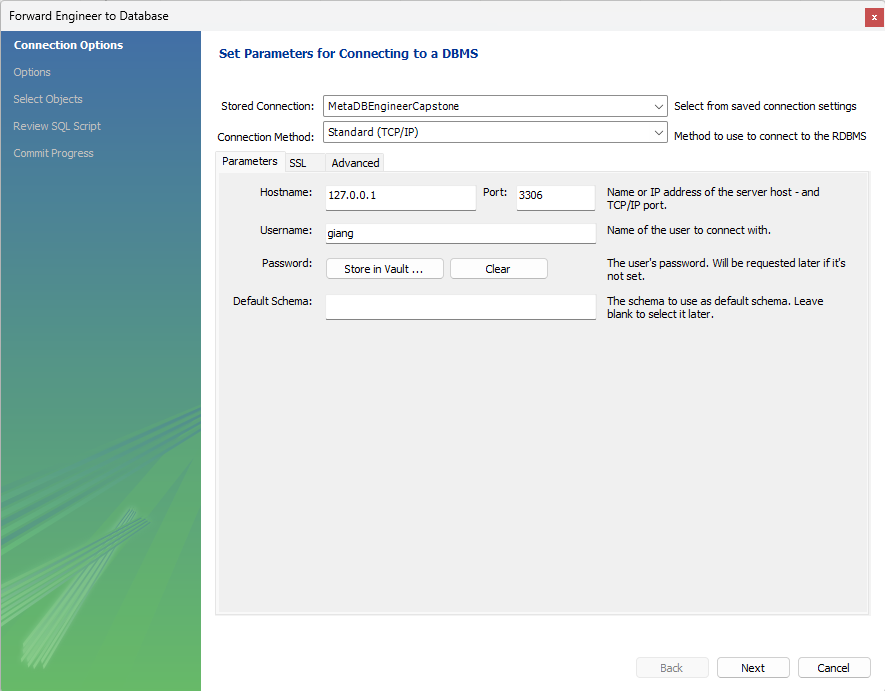 Forward Engineer to Database
x
Connection Options
Options
Select Objects
Review SQL Script
Commit Progress
Set Parameters for Connecting to a DBMS
Stored Connection: MetaDBEngineerCapstone Select from saved connection settings
Connection Method: Standard (TCP/IP) Method to use to connect to the RDBMS
Parameters SSL Advanced
Hostname: 127.0.0.1 Port: 3306 Name or IP address of the server host - and
TCP/IP port.
Username: giang Name of the user to connect with.
Password: Store in Vault ... Clear The user's password. Will be requested later if it's
not set.
Default Schema: The schema to use as default schema. Leave
blank to select it later.
Back Next Cancel